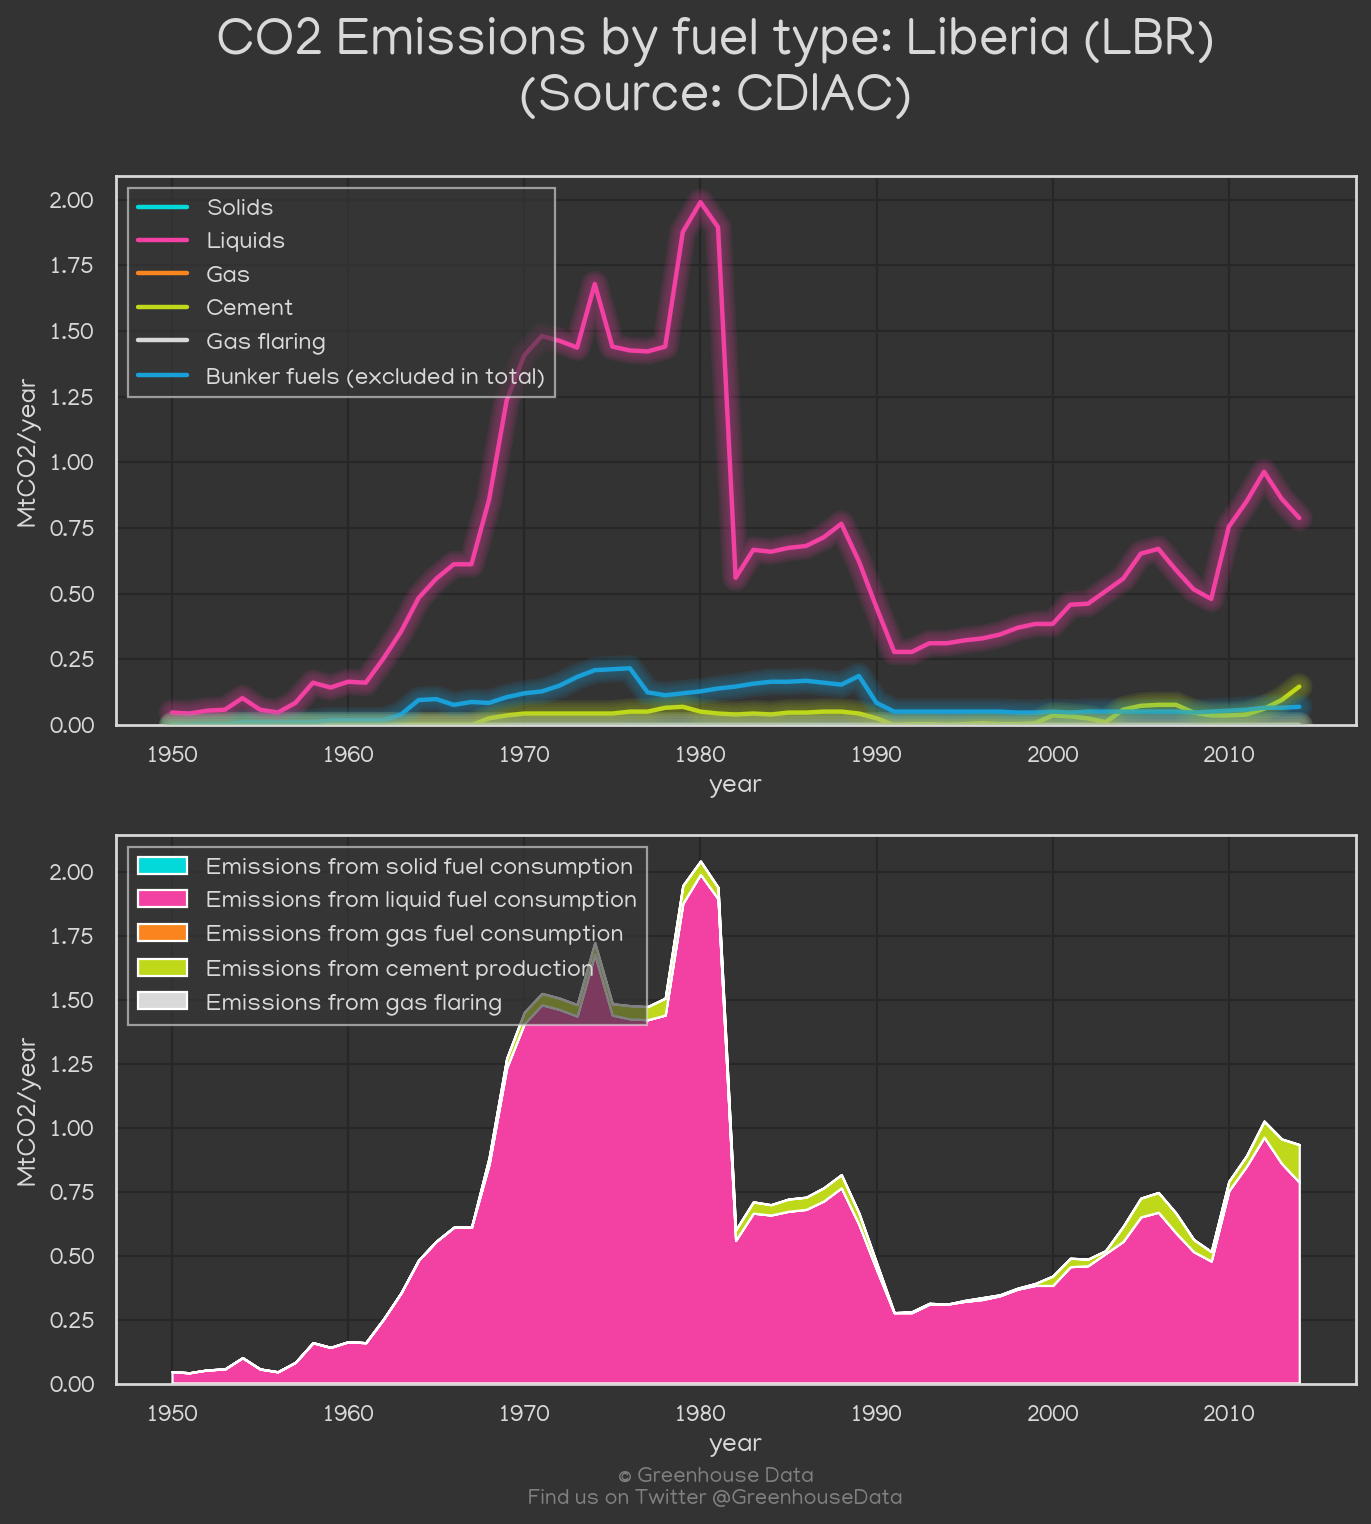 CO2 Emissions by fuel type: Liberia (LBR)
(Source: CDIAC)
Solids
Liquids
Gas
Cement
Gas flaring
Bunker fuels (excluded in total)
MtCO2/year
2.00
1.75
1.50
1.25
1.00
0.75
0.50
0.25
0.00
1950 1960 1970 1980 1990 2000 2010
year
Emissions from solid fuel consumption
Emissions from liquid fuel consumption
Emissions from gas fuel consumption
Emissions from cement production
Emissions from gas flaring
MtCO2/year
2.00
1.75
1.50
1.25
1.00
0.75
0.50
0.25
0.00
1950 1960 1970 1980 1990 2000 2010
year
© Greenhouse Data
Find us on Twitter @GreenhouseData